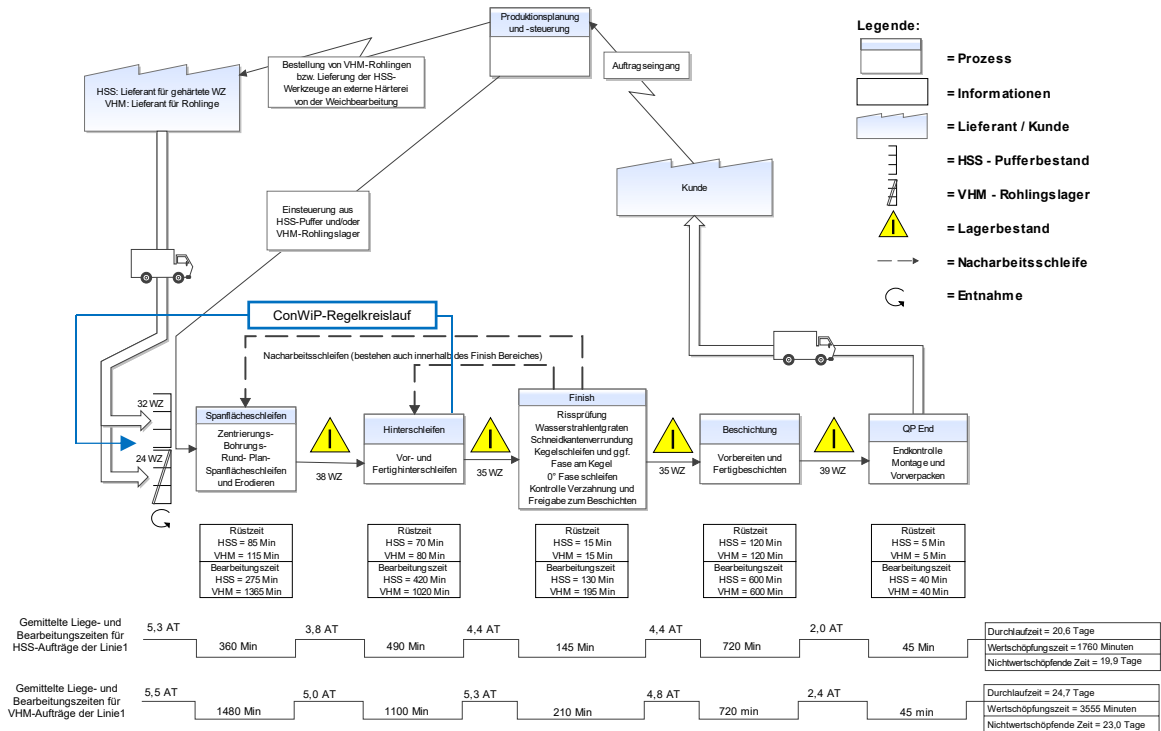 Produktionsplanung
und -steuerung
Legende:
= Prozess
= Informationen
= Lieferant / Kunde
= HSS - Pufferbestand
= VHM - Rohlingslager
= Lagerbestand
= Nacharbeitsschleife
= Entnahme
Auftragseingang
Bestellung von VHM-Rohlingen
bzw. Lieferung der HSS-
Werkzeuge an externe Härterei
von der Weichbearbeitung
HSS: Lieferant für gehärtete WZ
VHM: Lieferant für Rohlinge
Kunde
Einsteuerung aus
HSS-Puffer und/oder
VHM-Rohlingslager
ConWiP-Regelkreislauf
Nacharbeitsschleifen (bestehen auch innerhalb des Finish Bereiches)
32 WZ
24 WZ
Spanflächeschleifen
Zentrierungs-
Bohrungs-
Rund- Plan-
Spanflächeschleifen
und Erodieren
I
38 WZ
Hinterschleifen
Vor- und
Fertighinterschleifen
I
35 WZ
Finish
Rissprüfung
Wasserstrahlentgraten
Schneidkantenverrundung
Kegelschleifen und ggf.
Fase am Kegel
0° Fase schleifen
Kontrolle Verzahnung und
Freigabe zum Beschichten
I
35 WZ
Beschichtung
Vorbereiten und
Fertigbeschichten
I
39 WZ
QP End
Endkontrolle
Montage und
Vorverpacken
I
Rüstzeit
HSS = 85 Min
VHM = 115 Min
Bearbeitungszeit
HSS = 275 Min
VHM = 1365 Min
Rüstzeit
HSS = 70 Min
VHM = 80 Min
Bearbeitungszeit
HSS = 420 Min
VHM = 1020 Min
Rüstzeit
HSS = 15 Min
VHM = 15 Min
Bearbeitungszeit
HSS = 130 Min
VHM = 195 Min
Rüstzeit
HSS = 120 Min
VHM = 120 Min
Bearbeitungszeit
HSS = 600 Min
VHM = 600 Min
Rüstzeit
HSS = 5 Min
VHM = 5 Min
Bearbeitungszeit
HSS = 40 Min
VHM = 40 Min
Gemittelte Liege- und
Bearbeitungszeiten für
HSS-Aufträge der Linie1
5,3 AT
360 Min
3,8 AT
490 Min
4,4 AT
145 Min
4,4 AT
720 Min
2,0 AT
45 Min
Durchlaufzeit = 20,6 Tage
Wertschöpfungszeit = 1760 Minuten
Nichtwertschöpfende Zeit = 19,9 Tage
Gemittelte Liege- und
Bearbeitungszeiten für
VHM-Aufträge der Linie1
5,5 AT
1480 Min
5,0 AT
1100 Min
5,3 AT
210 Min
4,8 AT
720 min
2,4 AT
45 min
Durchlaufzeit = 24,7 Tage
Wertschöpfungszeit = 3555 Minuten
Nichtwertschöpfende Zeit = 23,0 Tage